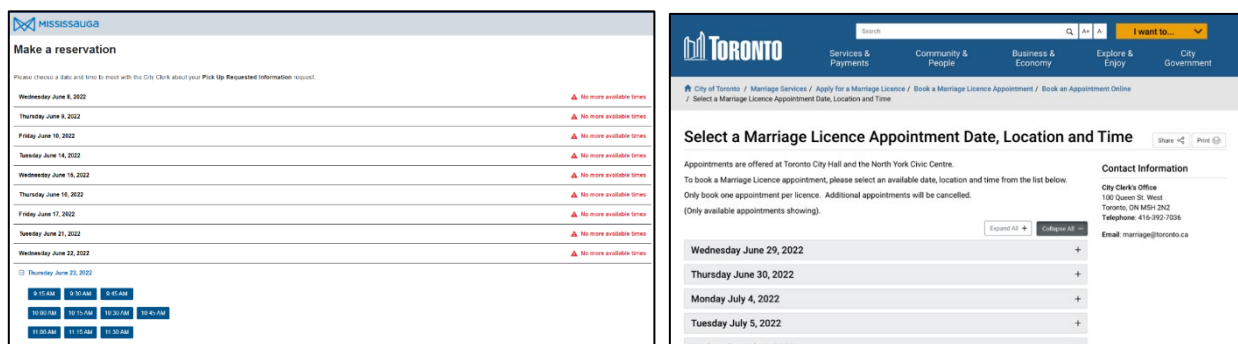 MISSISSAUGA
Make a reservation
Please choose a date and time to meet with the City Clerk about your Pick Up Requested Information request.
Wednesday June 8, 2022 No more available times
Thursday June 9, 2022 No more available times
Friday June 10, 2022 No more available times
Tuesday June 14, 2022 No more available times
Wednesday June 15, 2022 No more available times
Thursday June 16, 2022 No more available times
Friday June 17, 2022 No more available times
Tuesday June 21, 2022 No more available times
Wednesday June 22, 2022 No more available times
Thursday June 23, 2022
9:15 AM 9:30 AM 9:45 AM
10:00 AM 10:15 AM 10:30 AM 10:45 AM
11:00 AM 11:15 AM 11:30 AM
Search A+ A- I want to...
TORONTO
Services & Payments Community & People Business & Economy Explore & Enjoy City Government
City of Toronto / Marriage Services / Apply for a Marriage Licence / Book a Marriage Licence Appointment / Book an Appointment Online
/ Select a Marriage Licence Appointment Date, Location and Time
Select a Marriage Licence Appointment Date, Location and Time
Share Print
Appointments are offered at Toronto City Hall and the North York Civic Centre.
To book a Marriage Licence appointment, please select an available date, location and time from the list below.
Only book one appointment per licence. Additional appointments will be cancelled.
(Only available appointments showing).
Expand All + Collapse All −
Wednesday June 29, 2022 +
Thursday June 30, 2022 +
Monday July 4, 2022 +
Tuesday July 5, 2022 +
Contact Information
City Clerk's Office
100 Queen St. West
Toronto, ON M5H 2N2
Telephone: 416-392-7036
Email: marriage@toronto.ca